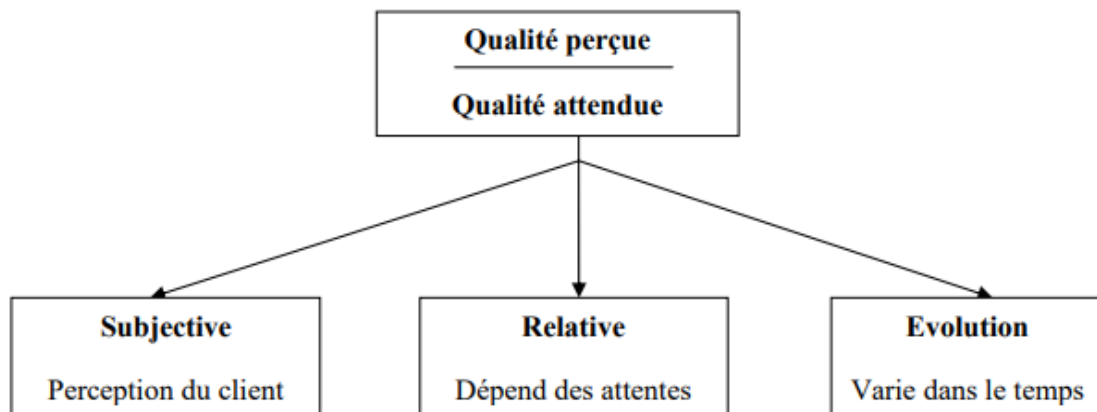 Qualité perçue
Qualité attendue
Subjective
Perception du client
Relative
Dépend des attentes
Evolution
Varie dans le temps